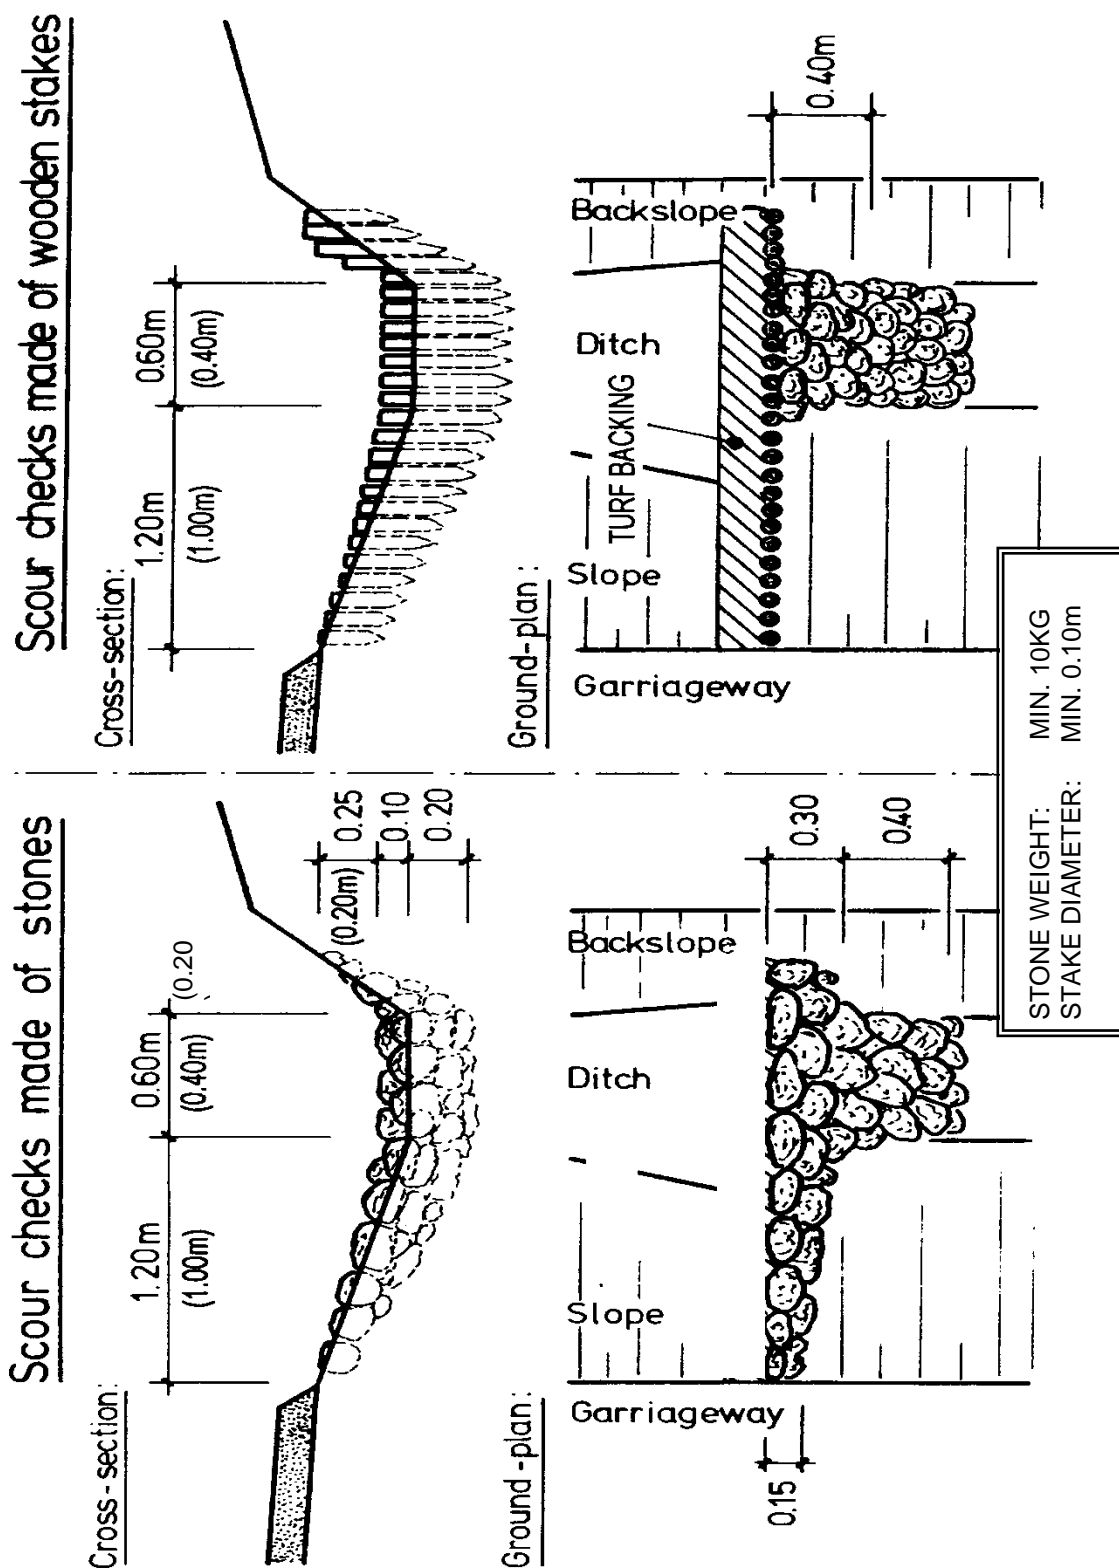 Scour checks made of stones
Cross-section:
1.20m
(1.00m)
0.60m
(0.40m)
(0.20
(0.20m)
0.25
0.10
0.20
Ground-plan:
Garriageway
Slope
Ditch
Backslope
0.15
0.30
0.40
Scour checks made of wooden stakes
Cross-section:
1.20m
(1.00m)
0.60m
(0.40m)
Ground-plan:
Garriageway
Slope
TURF BACKING
Ditch
Backslope
0.40m
STONE WEIGHT: MIN. 10KG
STAKE DIAMETER: MIN. 0.10m